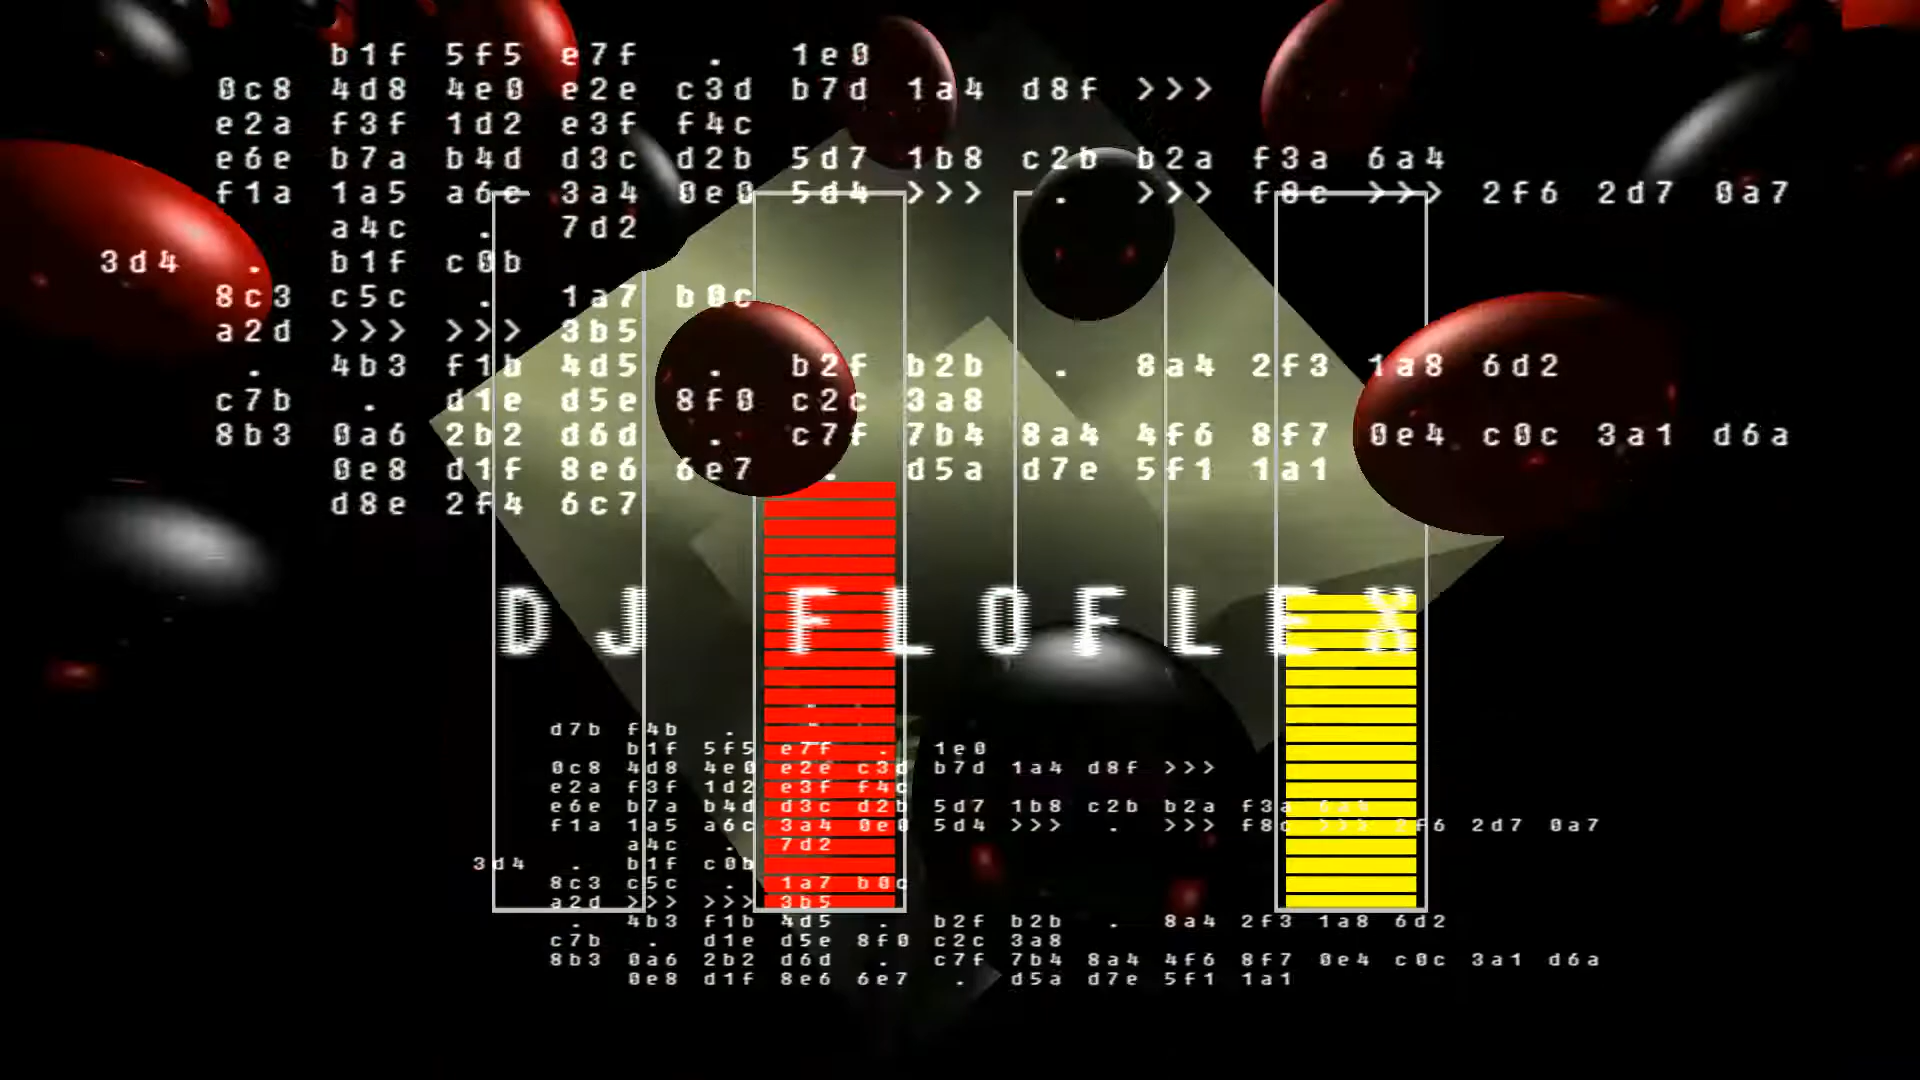 b1f 5f5 e7f . 1e0
0c8 4d8 4e0 e2e c3d b7d 1a4 d8f >>>
e2a f3f 1d2 e3f f4c
e6e b7a b4d d3c d2b 5d7 1b8 c2b b2a f3a 6a4
f1a 1a5 a6c 3a4 0e0 5d4 >>> . >>> f8c >>> 2f6 2d7 0a7
a4c . 7d2
3d4 . b1f c0b
8c3 c5c . 1a7 b0c
a2d >>> >>> 3b5
. 4b3 f1b 4d5 . b2f b2b . 8a4 2f3 1a8 6d2
c7b . d1e d5e 8f0 c2c 3a8
8b3 0a6 2b2 d6d . c7f 7b4 8a4 4f6 8f7 0e4 c0c 3a1 d6a
0e8 d1f 8e6 6e7 . d5a d7e 5f1 1a1
d8e 2f4 6c7
DJ FLOFLEX
d7b f4b . .
b1f 5f5 e7f . 1e0
0c8 4d8 4e0 e2e c3d b7d 1a4 d8f >>>
e2a f3f 1d2 e3f f4c
e6e b7a b4d d3c d2b 5d7 1b8 c2b b2a f3a 6a4
f1a 1a5 a6c 3a4 0e0 5d4 >>> . >>> f8c >>> 2f6 2d7 0a7
a4c . 7d2
3d4 . b1f c0b
8c3 c5c . 1a7 b0c
a2d >>> >>> 3b5
. 4b3 f1b 4d5 . b2f b2b . 8a4 2f3 1a8 6d2
c7b . d1e d5e 8f0 c2c 3a8
8b3 0a6 2b2 d6d . c7f 7b4 8a4 4f6 8f7 0e4 c0c 3a1 d6a
0e8 d1f 8e6 6e7 . d5a d7e 5f1 1a1